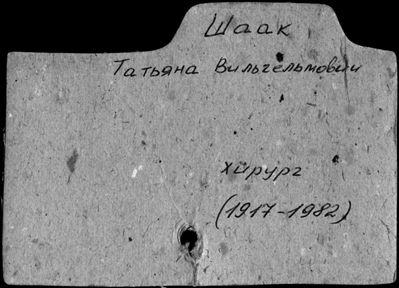 Шаак
Татьяна Вильгельмовна
хирург
(1917-1982)